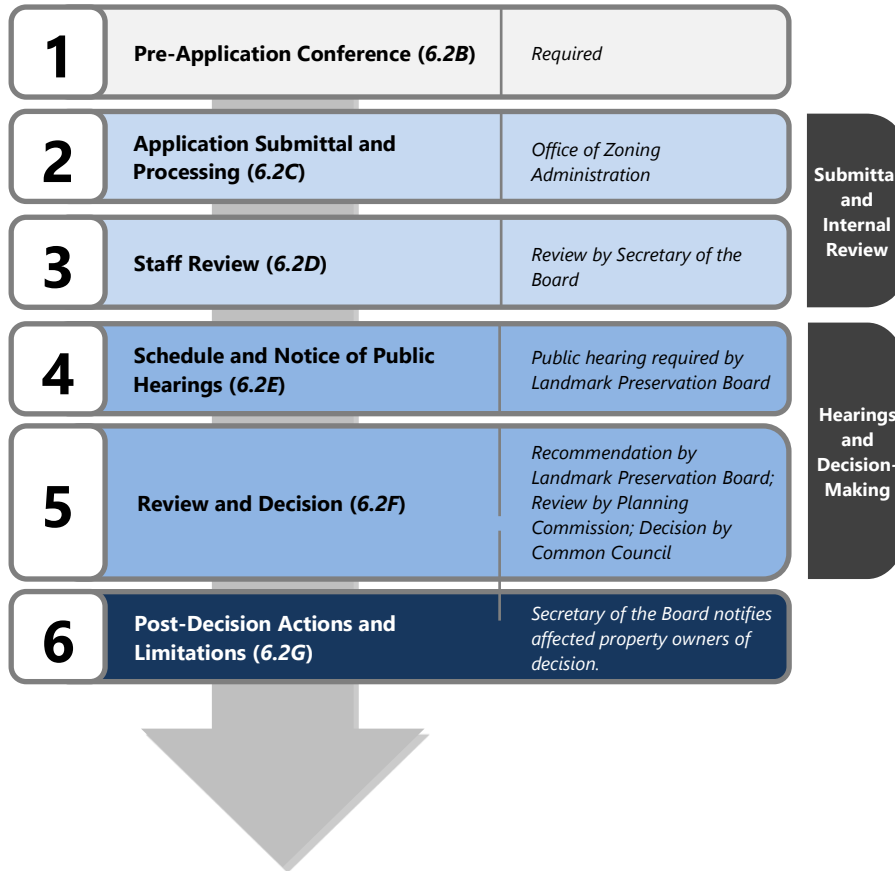 1
Pre-Application Conference (6.2B)
Required
2
Application Submittal and
Processing (6.2C)
Office of Zoning
Administration
3
Staff Review (6.2D)
Review by Secretary of the
Board
Submitta
and
Internal
Review
4
Schedule and Notice of Public
Hearings (6.2E)
Public hearing required by
Landmark Preservation Board
5
Review and Decision (6.2F)
Recommendation by
Landmark Preservation Board;
Review by Planning
Commission; Decision by
Common Council
Hearings
and
Decision-
Making
6
Post-Decision Actions and
Limitations (6.2G)
Secretary of the Board notifies
affected property owners of
decision.